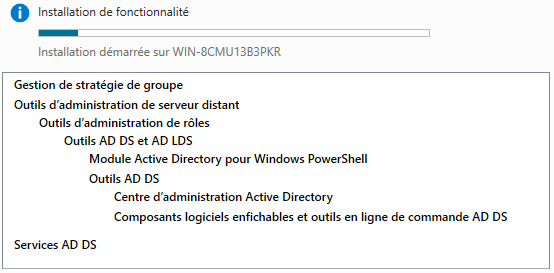 Installation de fonctionnalité
Installation démarrée sur WIN-8CMU13B3PKR
Gestion de stratégie de groupe
Outils d’administration de serveur distant
Outils d’administration de rôles
Outils AD DS et AD LDS
Module Active Directory pour Windows PowerShell
Outils AD DS
Centre d’administration Active Directory
Composants logiciels enfichables et outils en ligne de commande AD DS
Services AD DS